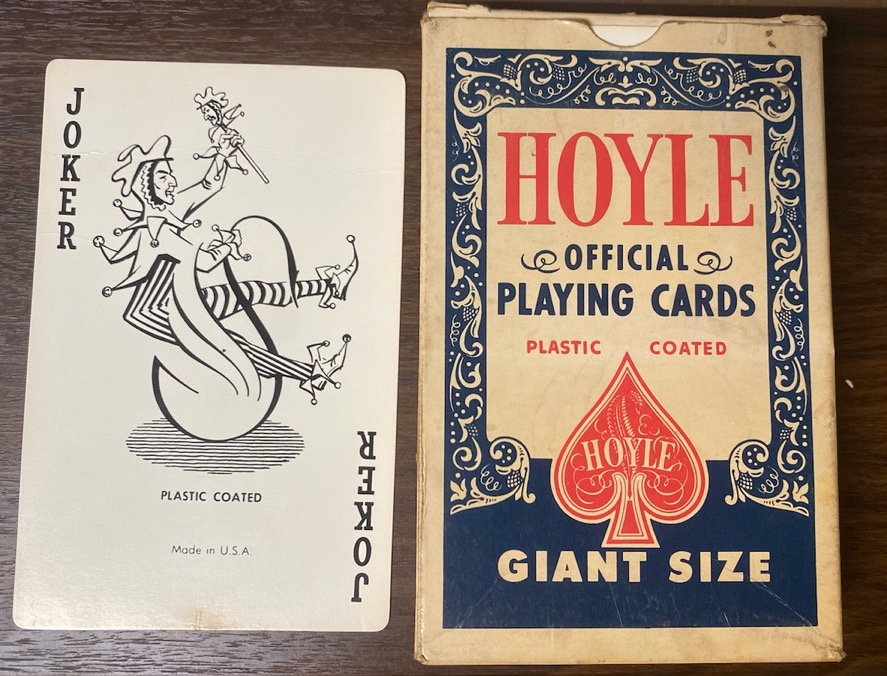 JOKER
PLASTIC COATED
Made in U.S.A.
JOKER
HOYLE
OFFICIAL
PLAYING CARDS
PLASTIC COATED
HOYLE
GIANT SIZE